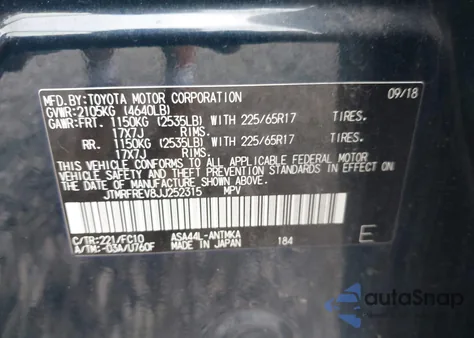 MFD.BY:TOYOTA MOTOR CORPORATION 09/18
GVWR:2105KG (4640LB)
GAWR:FRT. 1150KG (2535LB) WITH 225/65R17 TIRES.
17X7J RIMS.
RR. 1150KG (2535LB) WITH 225/65R17 TIRES.
17X7J RIMS.
THIS VEHICLE CONFORMS TO ALL APPLICABLE FEDERAL MOTOR
VEHICLE SAFETY AND THEFT PREVENTION STANDARDS IN EFFECT
ON THE DATE OF MANUFACTURE SHOWN ABOVE.
JTMRFREV8JJ252315 MPV
C/TR:221/FC10 ASA44L-ANTMKA
A/TM:-03A/U760F MADE IN JAPAN 184 E
autoSnap